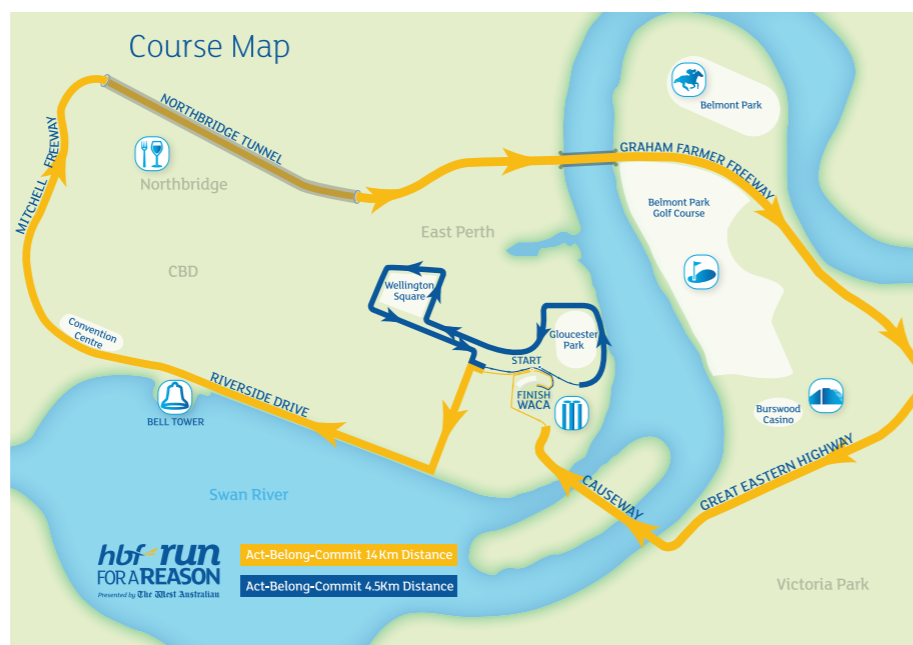 Course Map
Belmont Park
NORTHBRIDGE TUNNEL
GRAHAM FARMER FREEWAY
MITCHELL FREEWAY
Northbridge
Belmont Park
Golf Course
East Perth
CBD
Wellington
Square
Convention
Centre
Gloucester
Park
START
RIVERSIDE DRIVE
FINISH
WACA
BELL TOWER
Burswood
Casino
GREAT EASTERN HIGHWAY
CAUSEWAY
Swan River
hbf run
FOR A REASON
Presented by The West Australian
Act-Belong-Commit 14Km Distance
Act-Belong-Commit 4.5Km Distance
Victoria Park